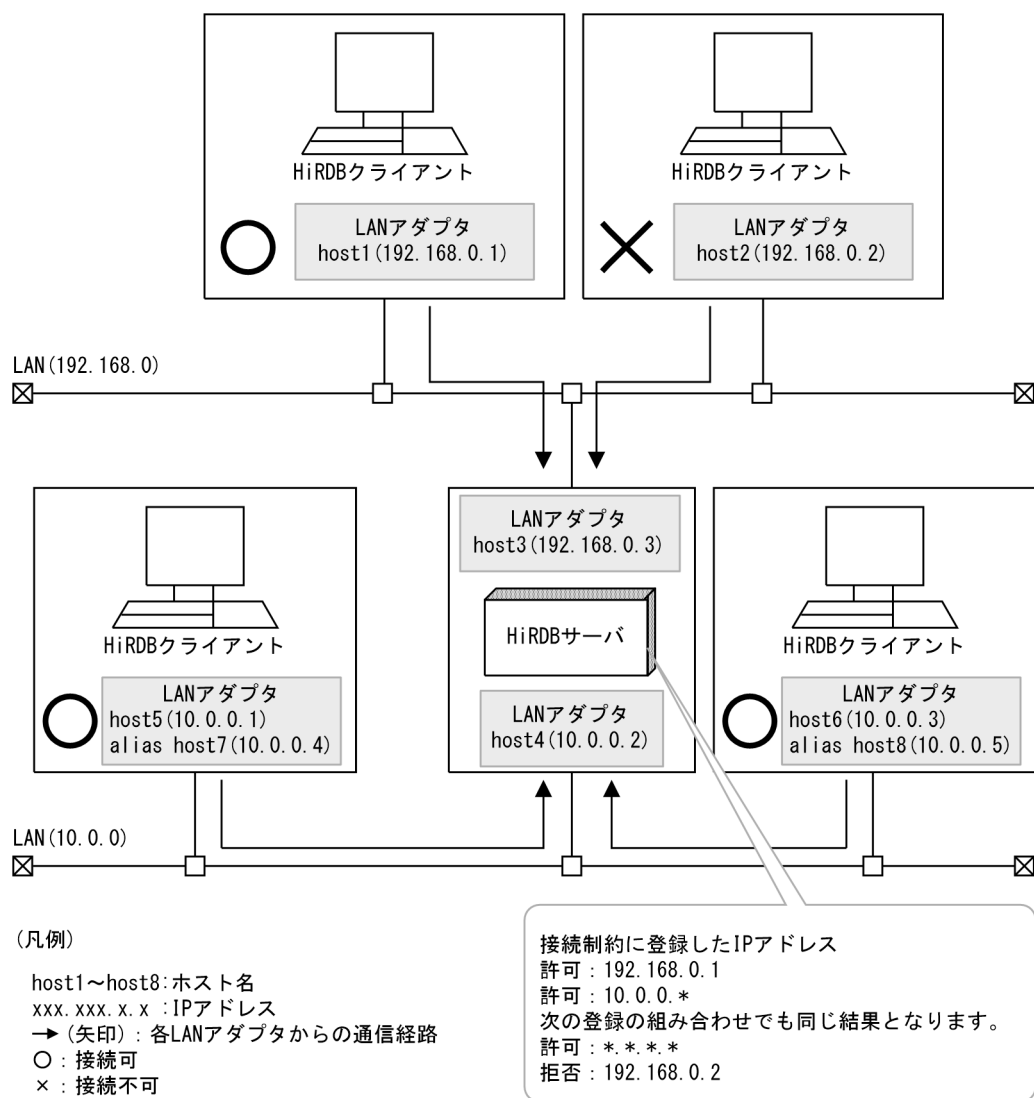 HiRDBクライアント
LANアダプタ
host1(192.168.0.1)
HiRDBクライアント
LANアダプタ
host2(192.168.0.2)
LAN(192.168.0)
LANアダプタ
host3(192.168.0.3)
HiRDBサーバ
LANアダプタ
host4(10.0.0.2)
HiRDBクライアント
LANアダプタ
host5(10.0.0.1)
alias host7(10.0.0.4)
HiRDBクライアント
LANアダプタ
host6(10.0.0.3)
alias host8(10.0.0.5)
LAN(10.0.0)
(凡例)
host1～host8:ホスト名
xxx.xxx.x.x :IPアドレス
→(矢印):各LANアダプタからの通信経路
○:接続可
×:接続不可
接続制約に登録したIPアドレス
許可:192.168.0.1
許可:10.0.0.*
次の登録の組み合わせでも同じ結果となります。
許可:*.*.*.*
拒否:192.168.0.2